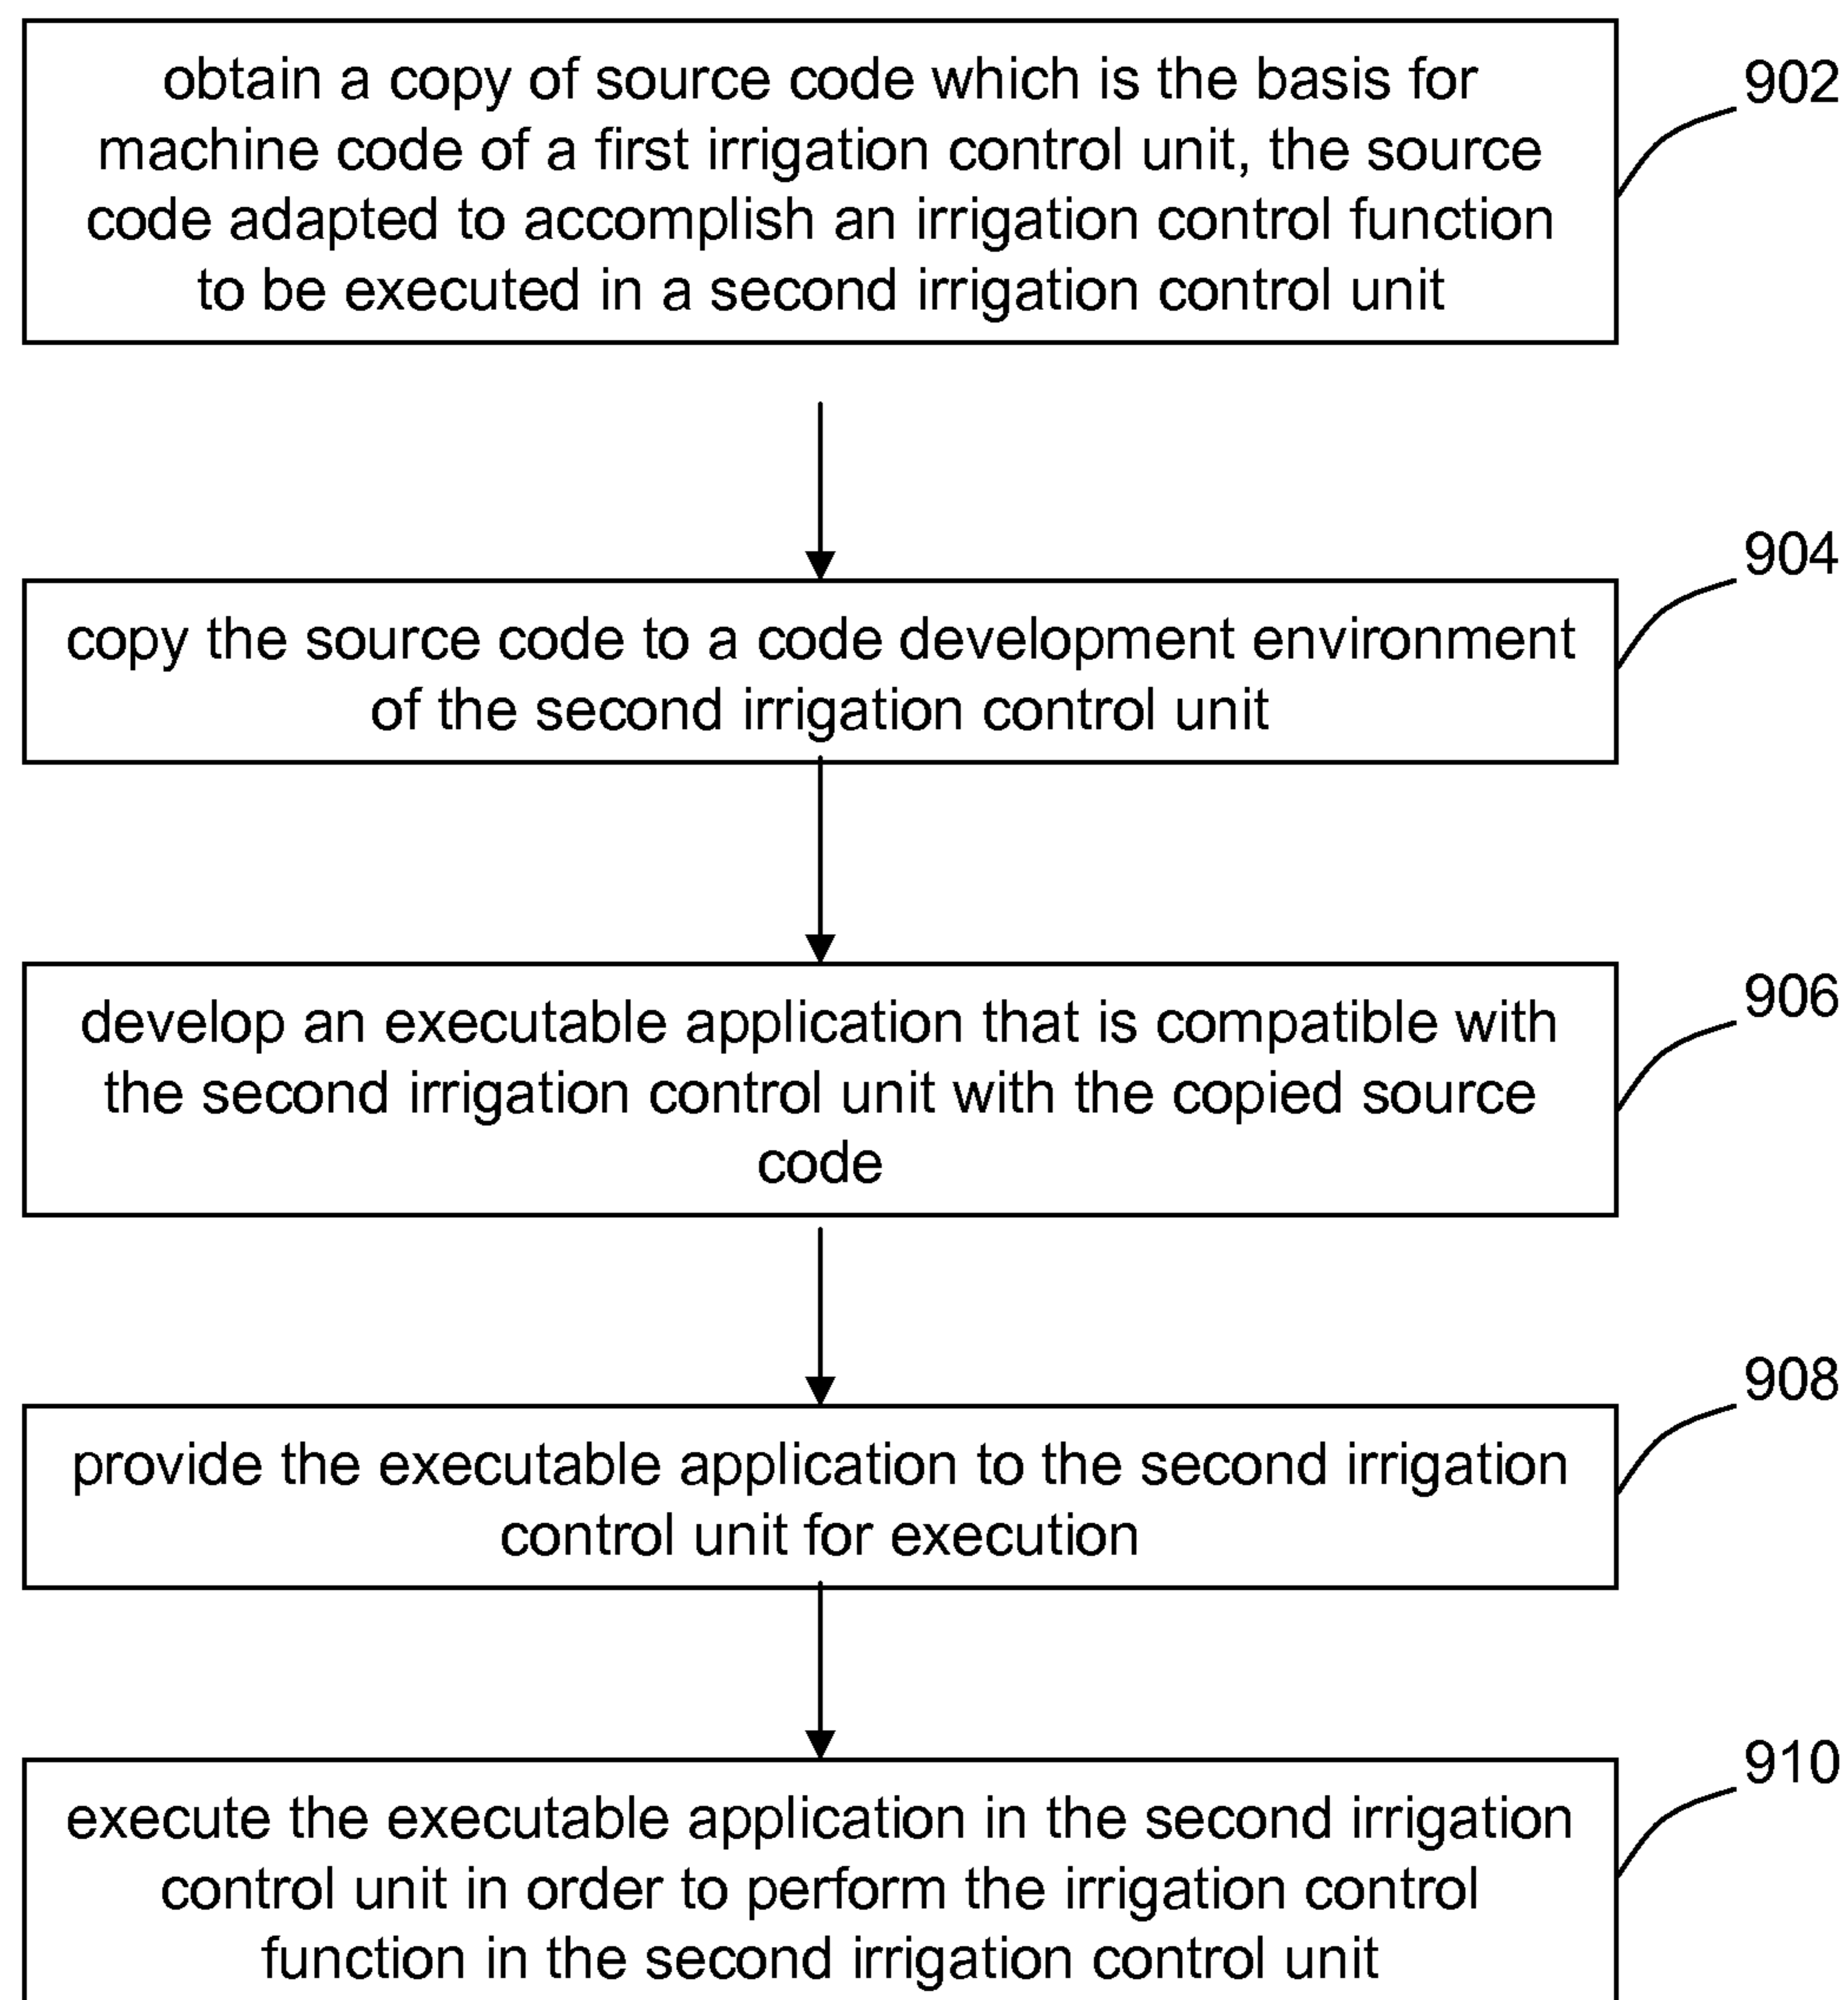 obtain a copy of source code which is the basis for
machine code of a first irrigation control unit, the source
code adapted to accomplish an irrigation control function
to be executed in a second irrigation control unit
902
copy the source code to a code development environment
of the second irrigation control unit
904
develop an executable application that is compatible with
the second irrigation control unit with the copied source
code
906
provide the executable application to the second irrigation
control unit for execution
908
execute the executable application in the second irrigation
control unit in order to perform the irrigation control
function in the second irrigation control unit
910